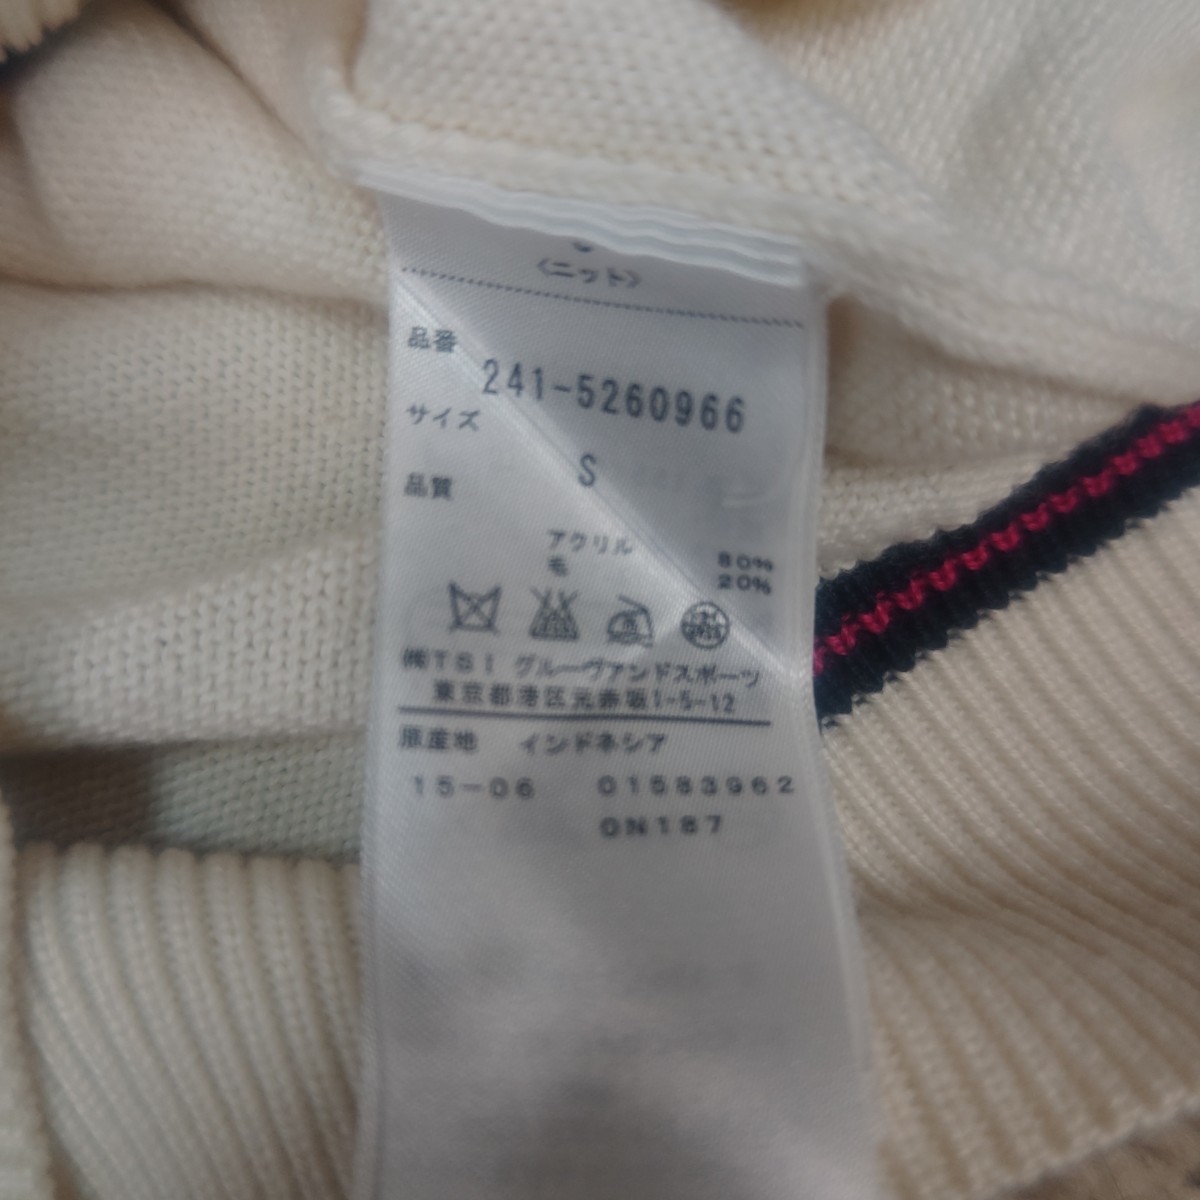 〈ニット〉
品番
241-5260966
サイズ
S
品質
アクリル 80%
毛 20%
㈱TSI グルーヴアンドスポーツ
東京都港区元赤坂1-5-12
原産地 インドネシア
15-06 01583962
0N187